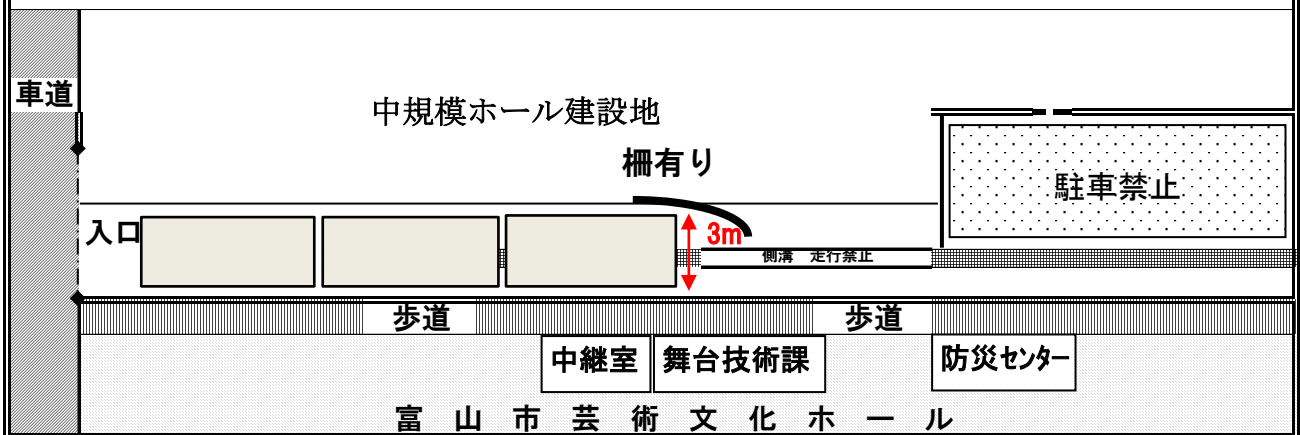 車道
中規模ホール建設地
柵有り
駐車禁止
入口
3m
側溝 走行禁止
歩道
歩道
中継室
舞台技術課
防災センター
富山市芸術文化ホール